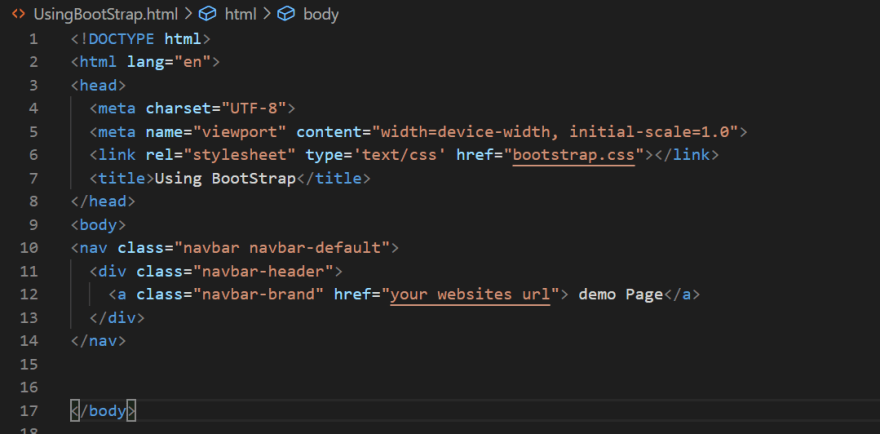 UsingBootStrap.html > html > body
1 <!DOCTYPE html>
2 <html lang="en">
3 <head>
4 <meta charset="UTF-8">
5 <meta name="viewport" content="width=device-width, initial-scale=1.0">
6 <link rel="stylesheet" type='text/css' href="bootstrap.css"></link>
7 <title>Using BootStrap</title>
8 </head>
9 <body>
10 <nav class="navbar navbar-default">
11 <div class="navbar-header">
12 <a class="navbar-brand" href="your websites url"> demo Page</a>
13 </div>
14 </nav>
15
16
17 </body>
18